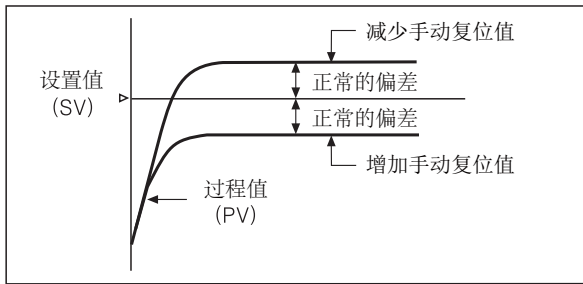 减少手动复位值
设置值
(SV)
正常的偏差
正常的偏差
增加手动复位值
过程值
(PV)